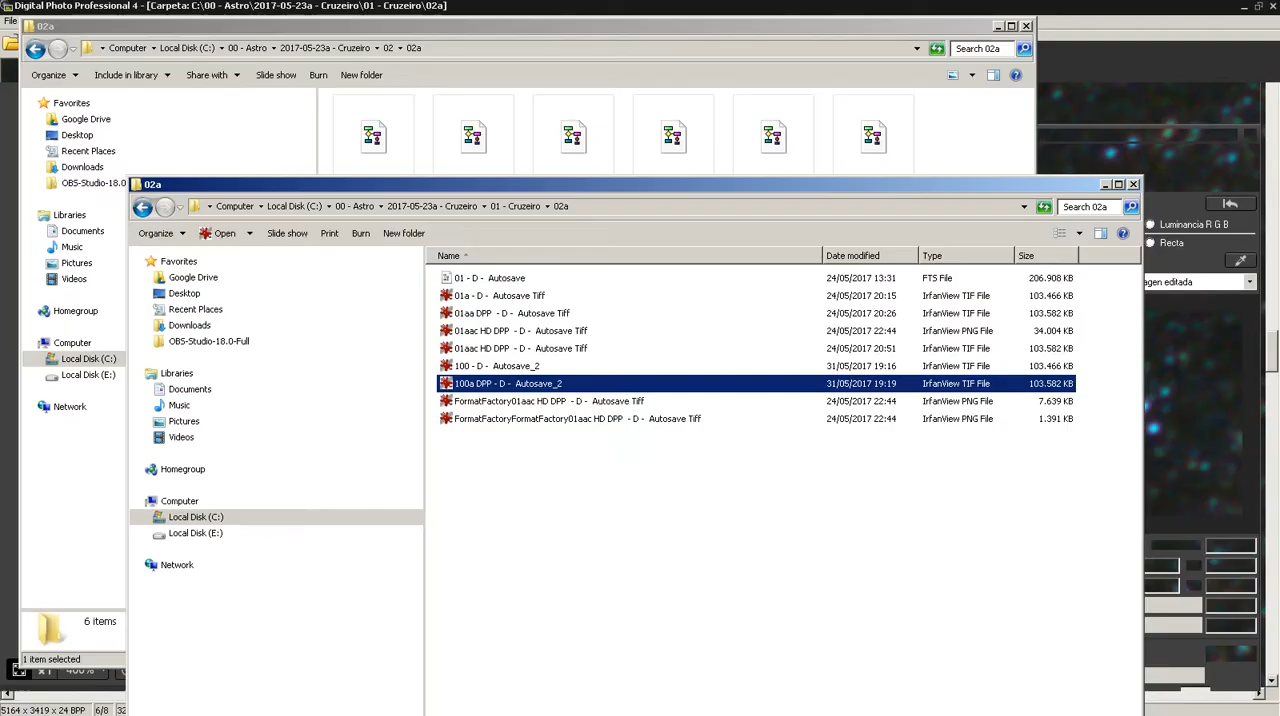 Digital Photo Professional 4 - [Carpeta: C:\00 - Astro\2017-05-23a - Cruzeiro\01 - Cruzeiro\02a]
File
02a
Computer
Local Disk (C:)
00 - Astro
2017-05-23a - Cruzeiro
02
02a
Search 02a
Organize
Include in library
Share with
Slide show
Burn
New folder
Favorites
Google Drive
Desktop
Recent Places
Downloads
OBS-Studio-18.0
Libraries
Documents
Music
Pictures
Videos
Homegroup
Computer
Local Disk (C:)
Local Disk (E:)
Network
6 items
1 item selected
02a
Computer
Local Disk (C:)
00 - Astro
2017-05-23a - Cruzeiro
01 - Cruzeiro
02a
Search 02a
Organize
Open
Slide show
Print
Burn
New folder
Favorites
Google Drive
Desktop
Recent Places
Downloads
OBS-Studio-18.0-Full
Libraries
Documents
Music
Pictures
Videos
Homegroup
Computer
Local Disk (C:)
Local Disk (E:)
Network
Name Date modified Type Size
01 - D - Autosave 24/05/2017 13:31 FTS File 206.908 KB
01a - D - Autosave Tiff 24/05/2017 20:15 IrfanView TIF File 103.466 KB
01aa DPP - D - Autosave Tiff 24/05/2017 20:26 IrfanView TIF File 103.582 KB
01aac HD DPP - D - Autosave Tiff 24/05/2017 22:44 IrfanView PNG File 34.004 KB
01aac HD DPP - D - Autosave Tiff 24/05/2017 20:51 IrfanView TIF File 103.582 KB
100 - D - Autosave_2 31/05/2017 19:16 IrfanView TIF File 103.466 KB
100a DPP - D - Autosave_2 31/05/2017 19:19 IrfanView TIF File 103.582 KB
FormatFactory01aac HD DPP - D - Autosave Tiff 24/05/2017 22:44 IrfanView PNG File 7.639 KB
FormatFactoryFormatFactory01aac HD DPP - D - Autosave Tiff 24/05/2017 22:44 IrfanView PNG File 1.391 KB
Luminancia R G B
Recta
agen editada
5164 x 3419 x 24 BPP 6/8 32